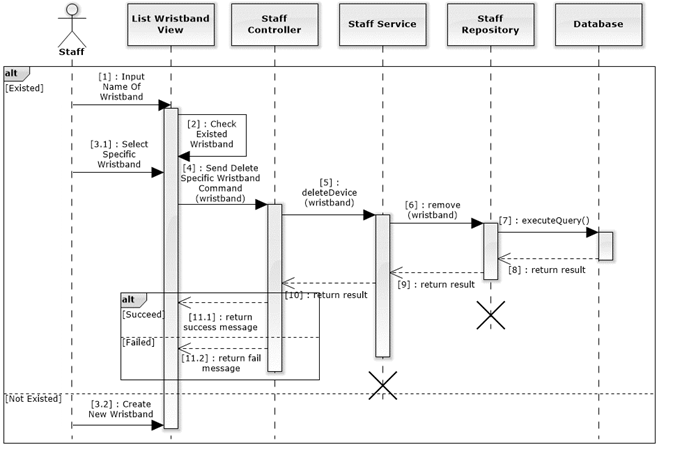 List Wristband
View
Staff
Controller
Staff Service
Staff
Repository
Database
Staff
alt
[Existed]
[1] : Input
Name Of
Wristband
[2] : Check
Existed
Wristband
[3.1] : Select
Specific
Wristband
[4] : Send Delete
Specific Wristband
Command
(wristband)
[5] :
deleteDevice
(wristband)
[6] : remove
(wristband)
[7] : executeQuery()
[8] : return result
[9] : return result
[10] : return result
alt
[Succeed]
[11.1] : return
success message
[Failed]
[11.2] : return fail
message
[Not Existed]
[3.2] : Create
New Wristband